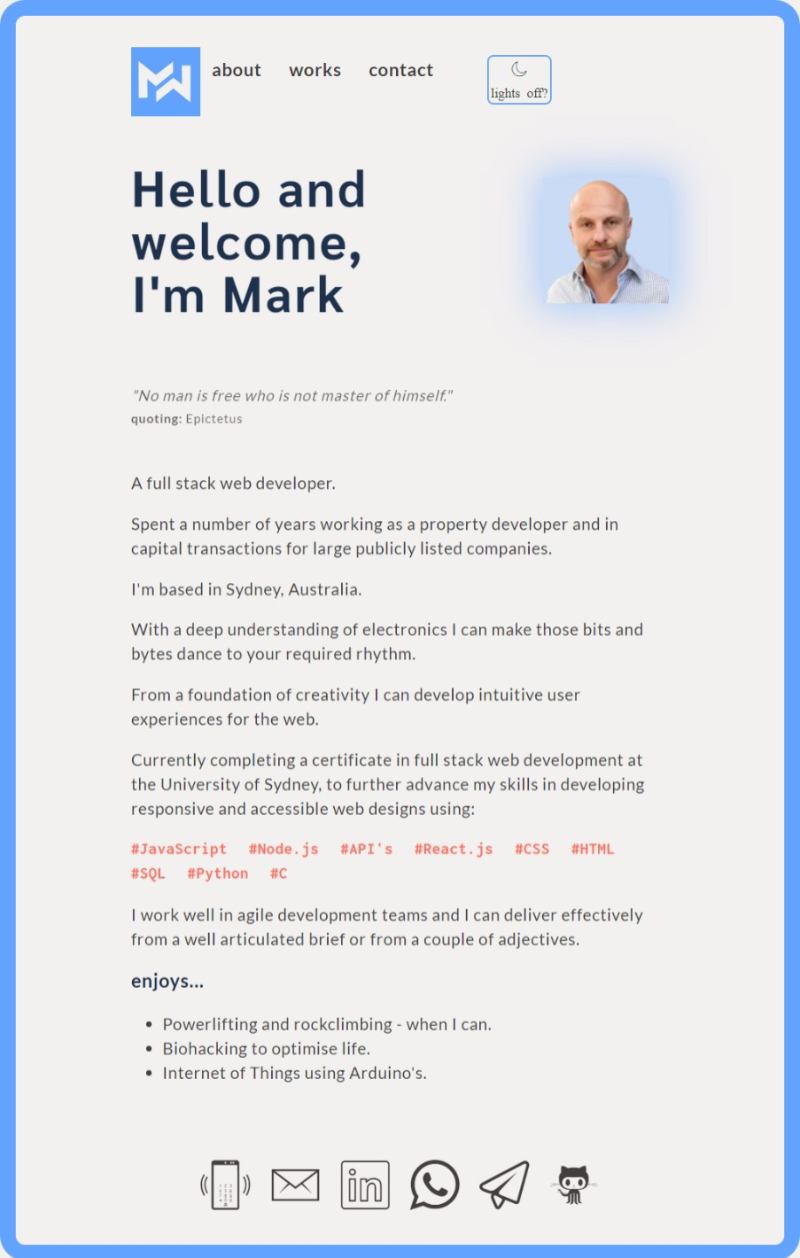 MW
about works contact
lights off?
Hello and
welcome,
I'm Mark
"No man is free who is not master of himself."
quoting: Epictetus
A full stack web developer.
Spent a number of years working as a property developer and in
capital transactions for large publicly listed companies.
I'm based in Sydney, Australia.
With a deep understanding of electronics I can make those bits and
bytes dance to your required rhythm.
From a foundation of creativity I can develop intuitive user
experiences for the web.
Currently completing a certificate in full stack web development at
the University of Sydney, to further advance my skills in developing
responsive and accessible web designs using:
#JavaScript #Node.js #API's #React.js #CSS #HTML
#SQL #Python #C
I work well in agile development teams and I can deliver effectively
from a well articulated brief or from a couple of adjectives.
enjoys...
• Powerlifting and rockclimbing - when I can.
• Biohacking to optimise life.
• Internet of Things using Arduino's.
in